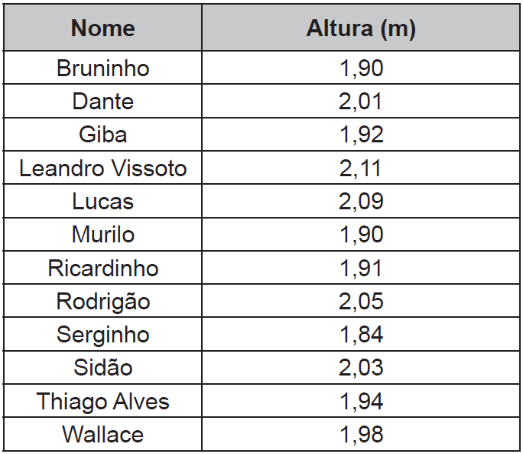 Nome Altura (m)
Bruninho 1,90
Dante 2,01
Giba 1,92
Leandro Vissoto 2,11
Lucas 2,09
Murilo 1,90
Ricardinho 1,91
Rodrigão 2,05
Serginho 1,84
Sidão 2,03
Thiago Alves 1,94
Wallace 1,98